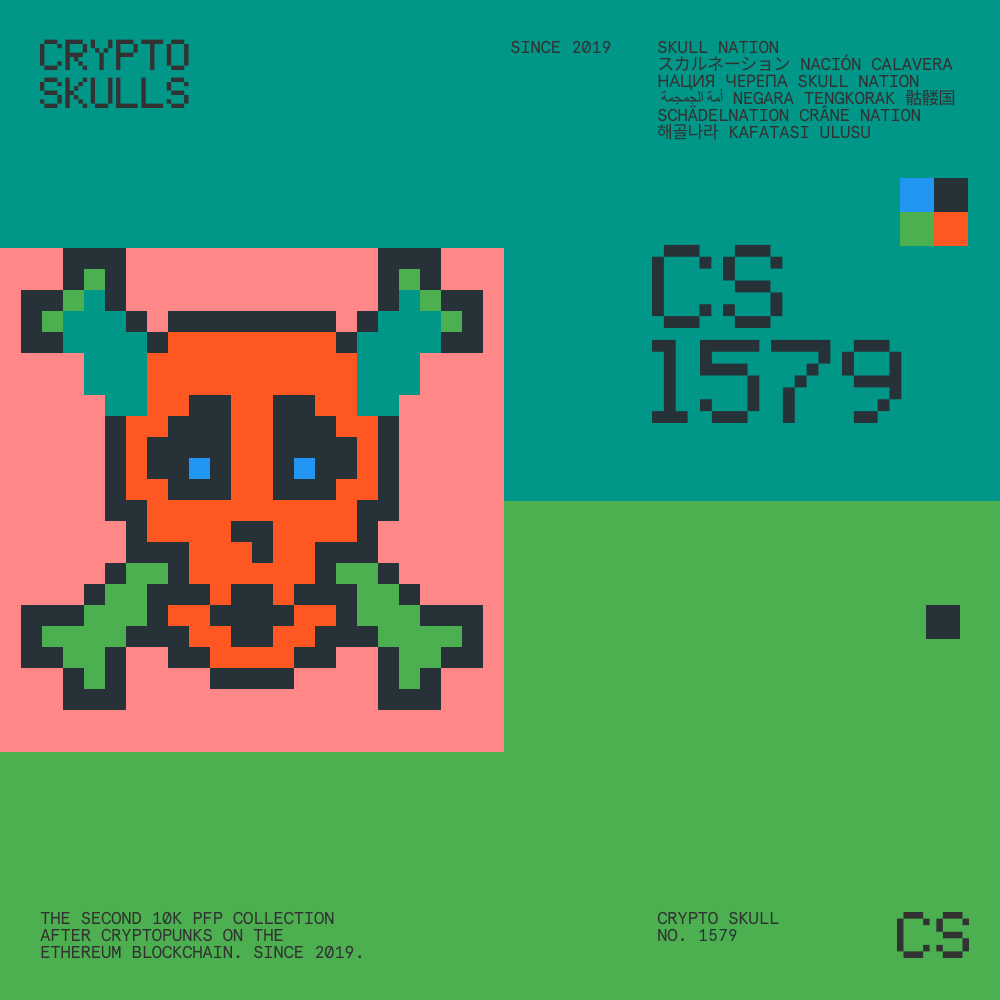 CRYPTO
SKULLS
SINCE 2019
SKULL NATION
スカルネーション NACIÓN CALAVERA
НАЦИЯ ЧЕРЕПА SKULL NATION
أمة الجمجمة NEGARA TENGKORAK 骷髅国
SCHÄDELNATION CRÂNE NATION
해골나라 KAFATASI ULUSU
CS
1579
THE SECOND 10K PFP COLLECTION
AFTER CRYPTOPUNKS ON THE
ETHEREUM BLOCKCHAIN. SINCE 2019.
CRYPTO SKULL
NO. 1579
CS